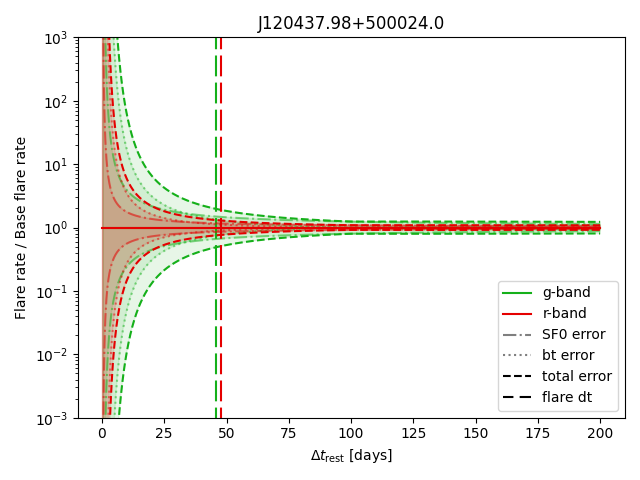 J120437.98+500024.0
Flare rate / Base flare rate
10³
10²
10¹
10⁰
10⁻¹
10⁻²
10⁻³
g-band
r-band
SF0 error
bt error
total error
flare dt
0 25 50 75 100 125 150 175 200
Δt_rest [days]